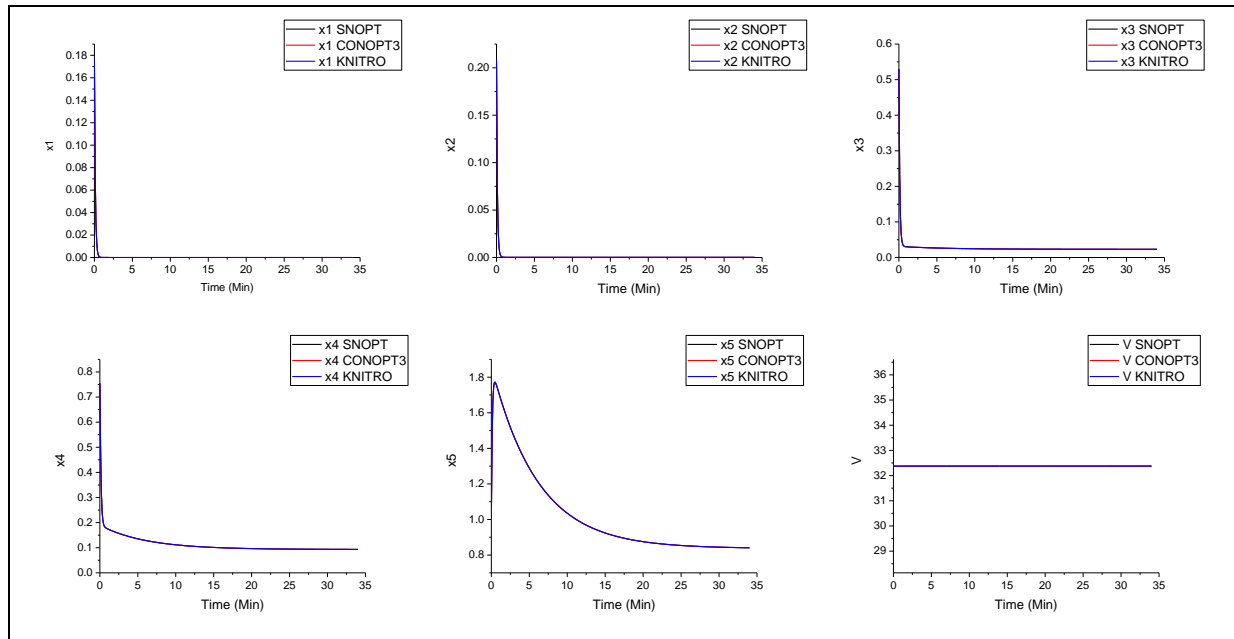 x1 SNOPT
x1 CONOPT3
x1 KNITRO
0.18
0.16
0.14
0.12
0.10
0.08
0.06
0.04
0.02
0.00
x1
0 5 10 15 20 25 30 35
Time (Min)
x2 SNOPT
x2 CONOPT3
x2 KNITRO
0.20
0.15
0.10
0.05
0.00
x2
0 5 10 15 20 25 30 35
Time (Min)
x3 SNOPT
x3 CONOPT3
x3 KNITRO
0.6
0.5
0.4
0.3
0.2
0.1
0.0
x3
0 5 10 15 20 25 30 35
Time (Min)
x4 SNOPT
x4 CONOPT3
x4 KNITRO
0.8
0.7
0.6
0.5
0.4
0.3
0.2
0.1
0.0
x4
0 5 10 15 20 25 30 35
Time (Min)
x5 SNOPT
x5 CONOPT3
x5 KNITRO
1.8
1.6
1.4
1.2
1.0
0.8
x5
0 5 10 15 20 25 30 35
Time (Min)
V SNOPT
V CONOPT3
V KNITRO
36
35
34
33
32
31
30
29
V
0 5 10 15 20 25 30 35
Time (Min)